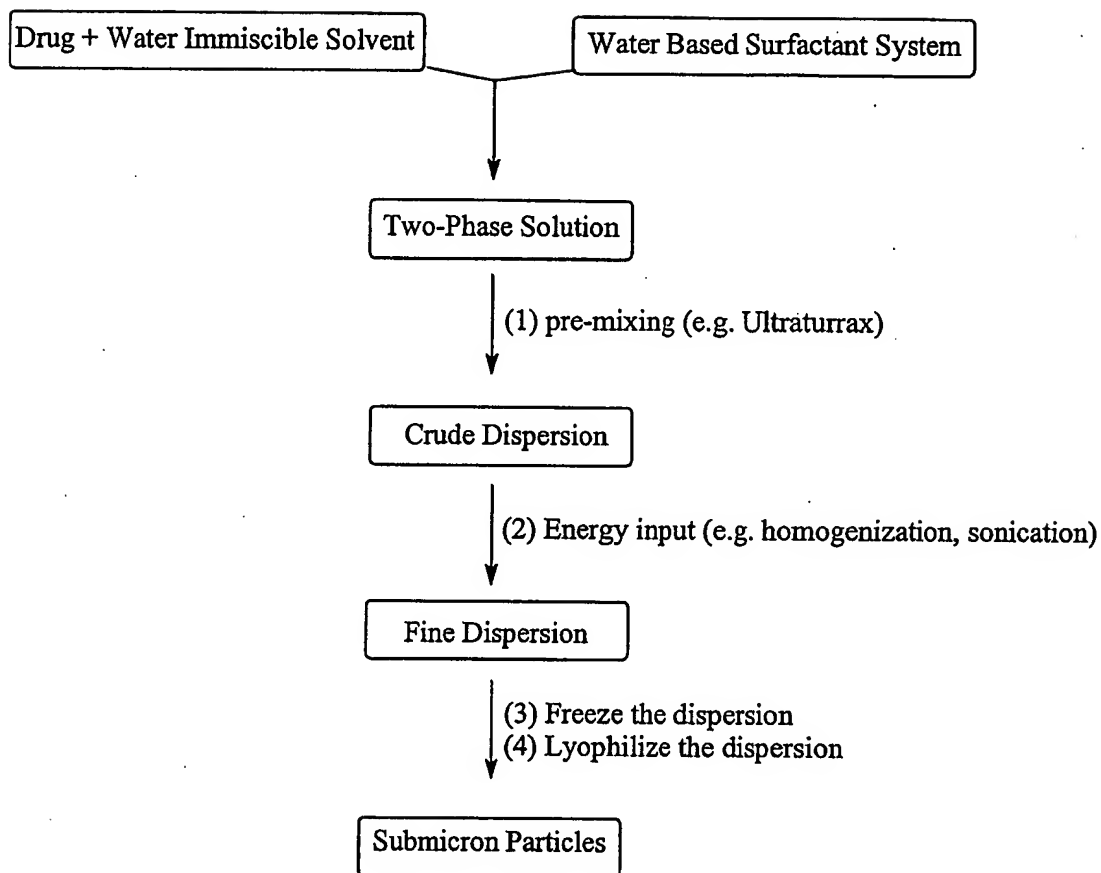 Drug + Water Immiscible Solvent
Water Based Surfactant System
Two-Phase Solution
(1) pre-mixing (e.g. Ultraturrax)
Crude Dispersion
(2) Energy input (e.g. homogenization, sonication)
Fine Dispersion
(3) Freeze the dispersion
(4) Lyophilize the dispersion
Submicron Particles